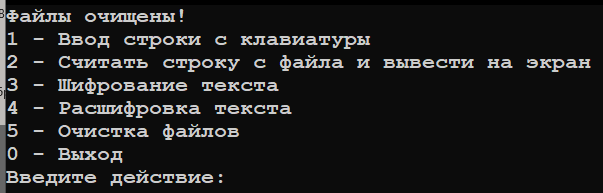 Файлы очищены!
1 - Ввод строки с клавиатуры
2 - Считать строку с файла и вывести на экран
3 - Шифрование текста
4 - Расшифровка текста
5 - Очистка файлов
0 - Выход
Введите действие: